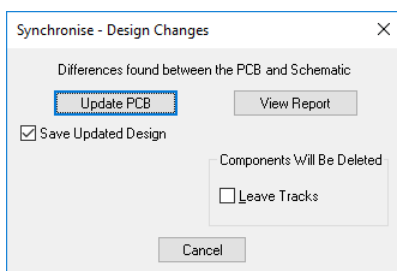 Synchronise - Design Changes
Differences found between the PCB and Schematic
Update PCB View Report
Save Updated Design
Components Will Be Deleted
Leave Tracks
Cancel